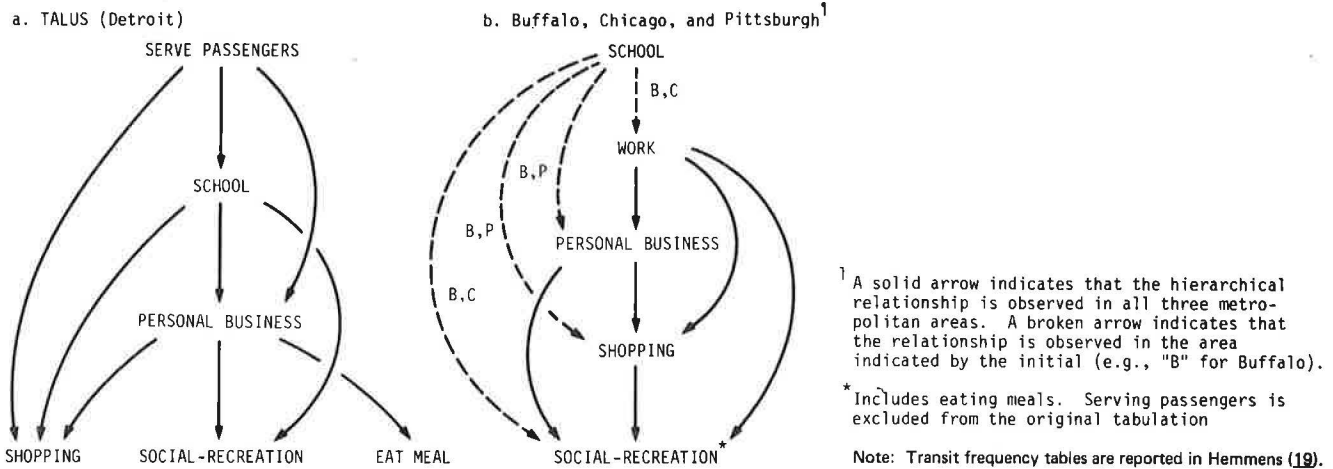 a. TALUS (Detroit)
SERVE PASSENGERS
SCHOOL
PERSONAL BUSINESS
SHOPPING
SOCIAL-RECREATION
EAT MEAL
b. Buffalo, Chicago, and Pittsburgh1
SCHOOL
B,C
WORK
B,P
PERSONAL BUSINESS
B,P
B,C
SHOPPING
SOCIAL-RECREATION*
1 A solid arrow indicates that the hierarchical
relationship is observed in all three metro-
politan areas. A broken arrow indicates that
the relationship is observed in the area
indicated by the initial (e.g., "B" for Buffalo).
* Includes eating meals. Serving passengers is
excluded from the original tabulation
Note: Transit frequency tables are reported in Hemmens (19).